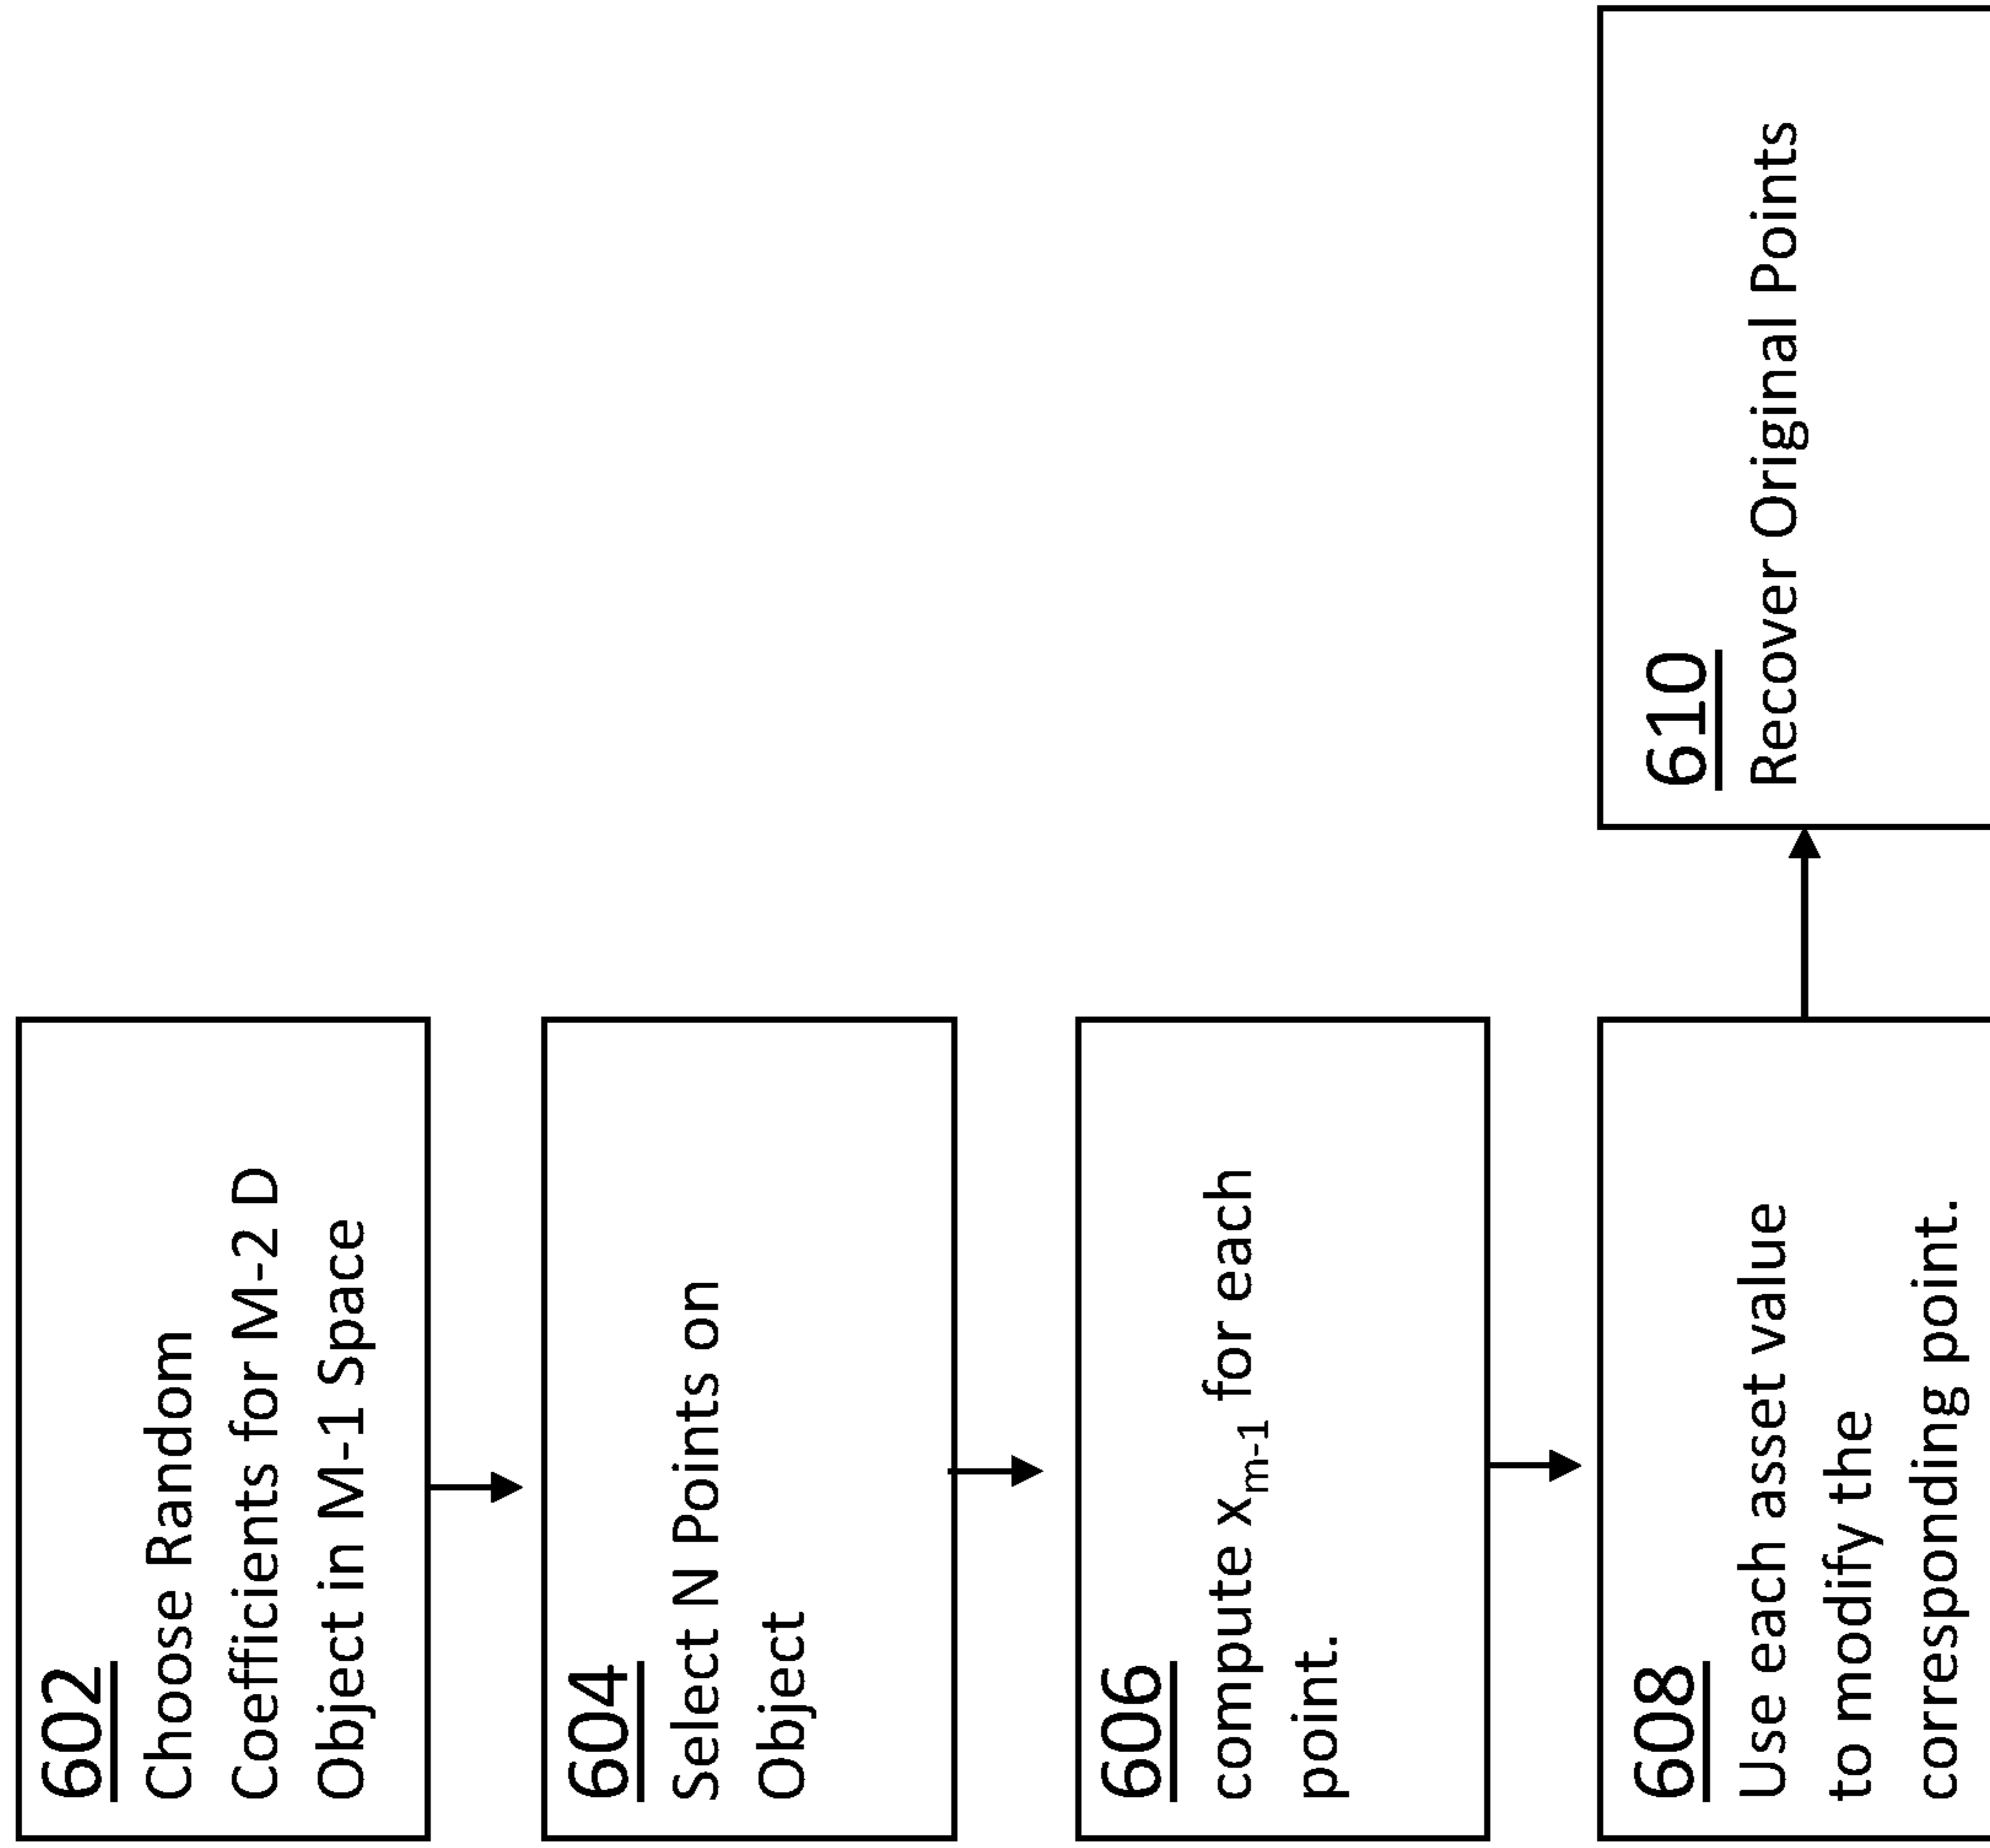 602
Choose Random
Coefficients for M-2 D
Object in M-1 Space
604
Select N Points on
Object
606
compute xₘ₋₁ for each
point.
608
Use each asset value
to modify the
corresponding point.
610
Recover Original Points